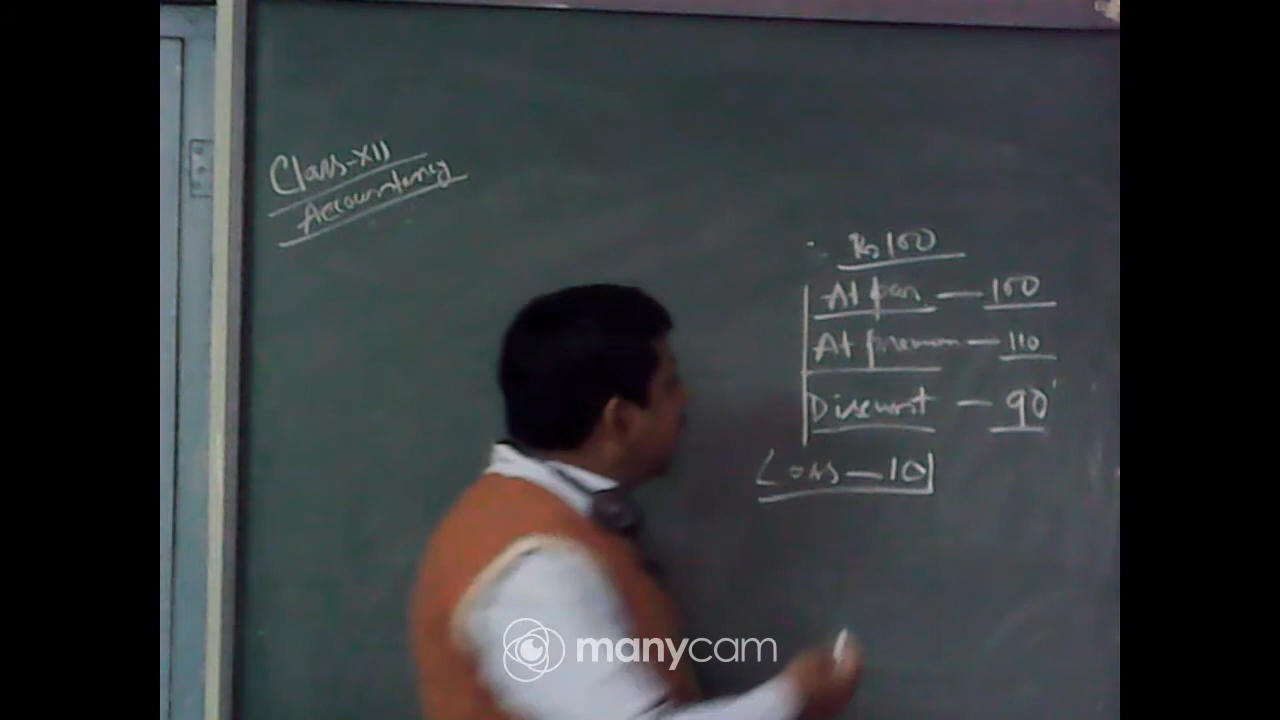 Class-XII
Accountancy
Rs 100
At par — 100
At premium — 110
Discount — 90
Loss — 10
manycam